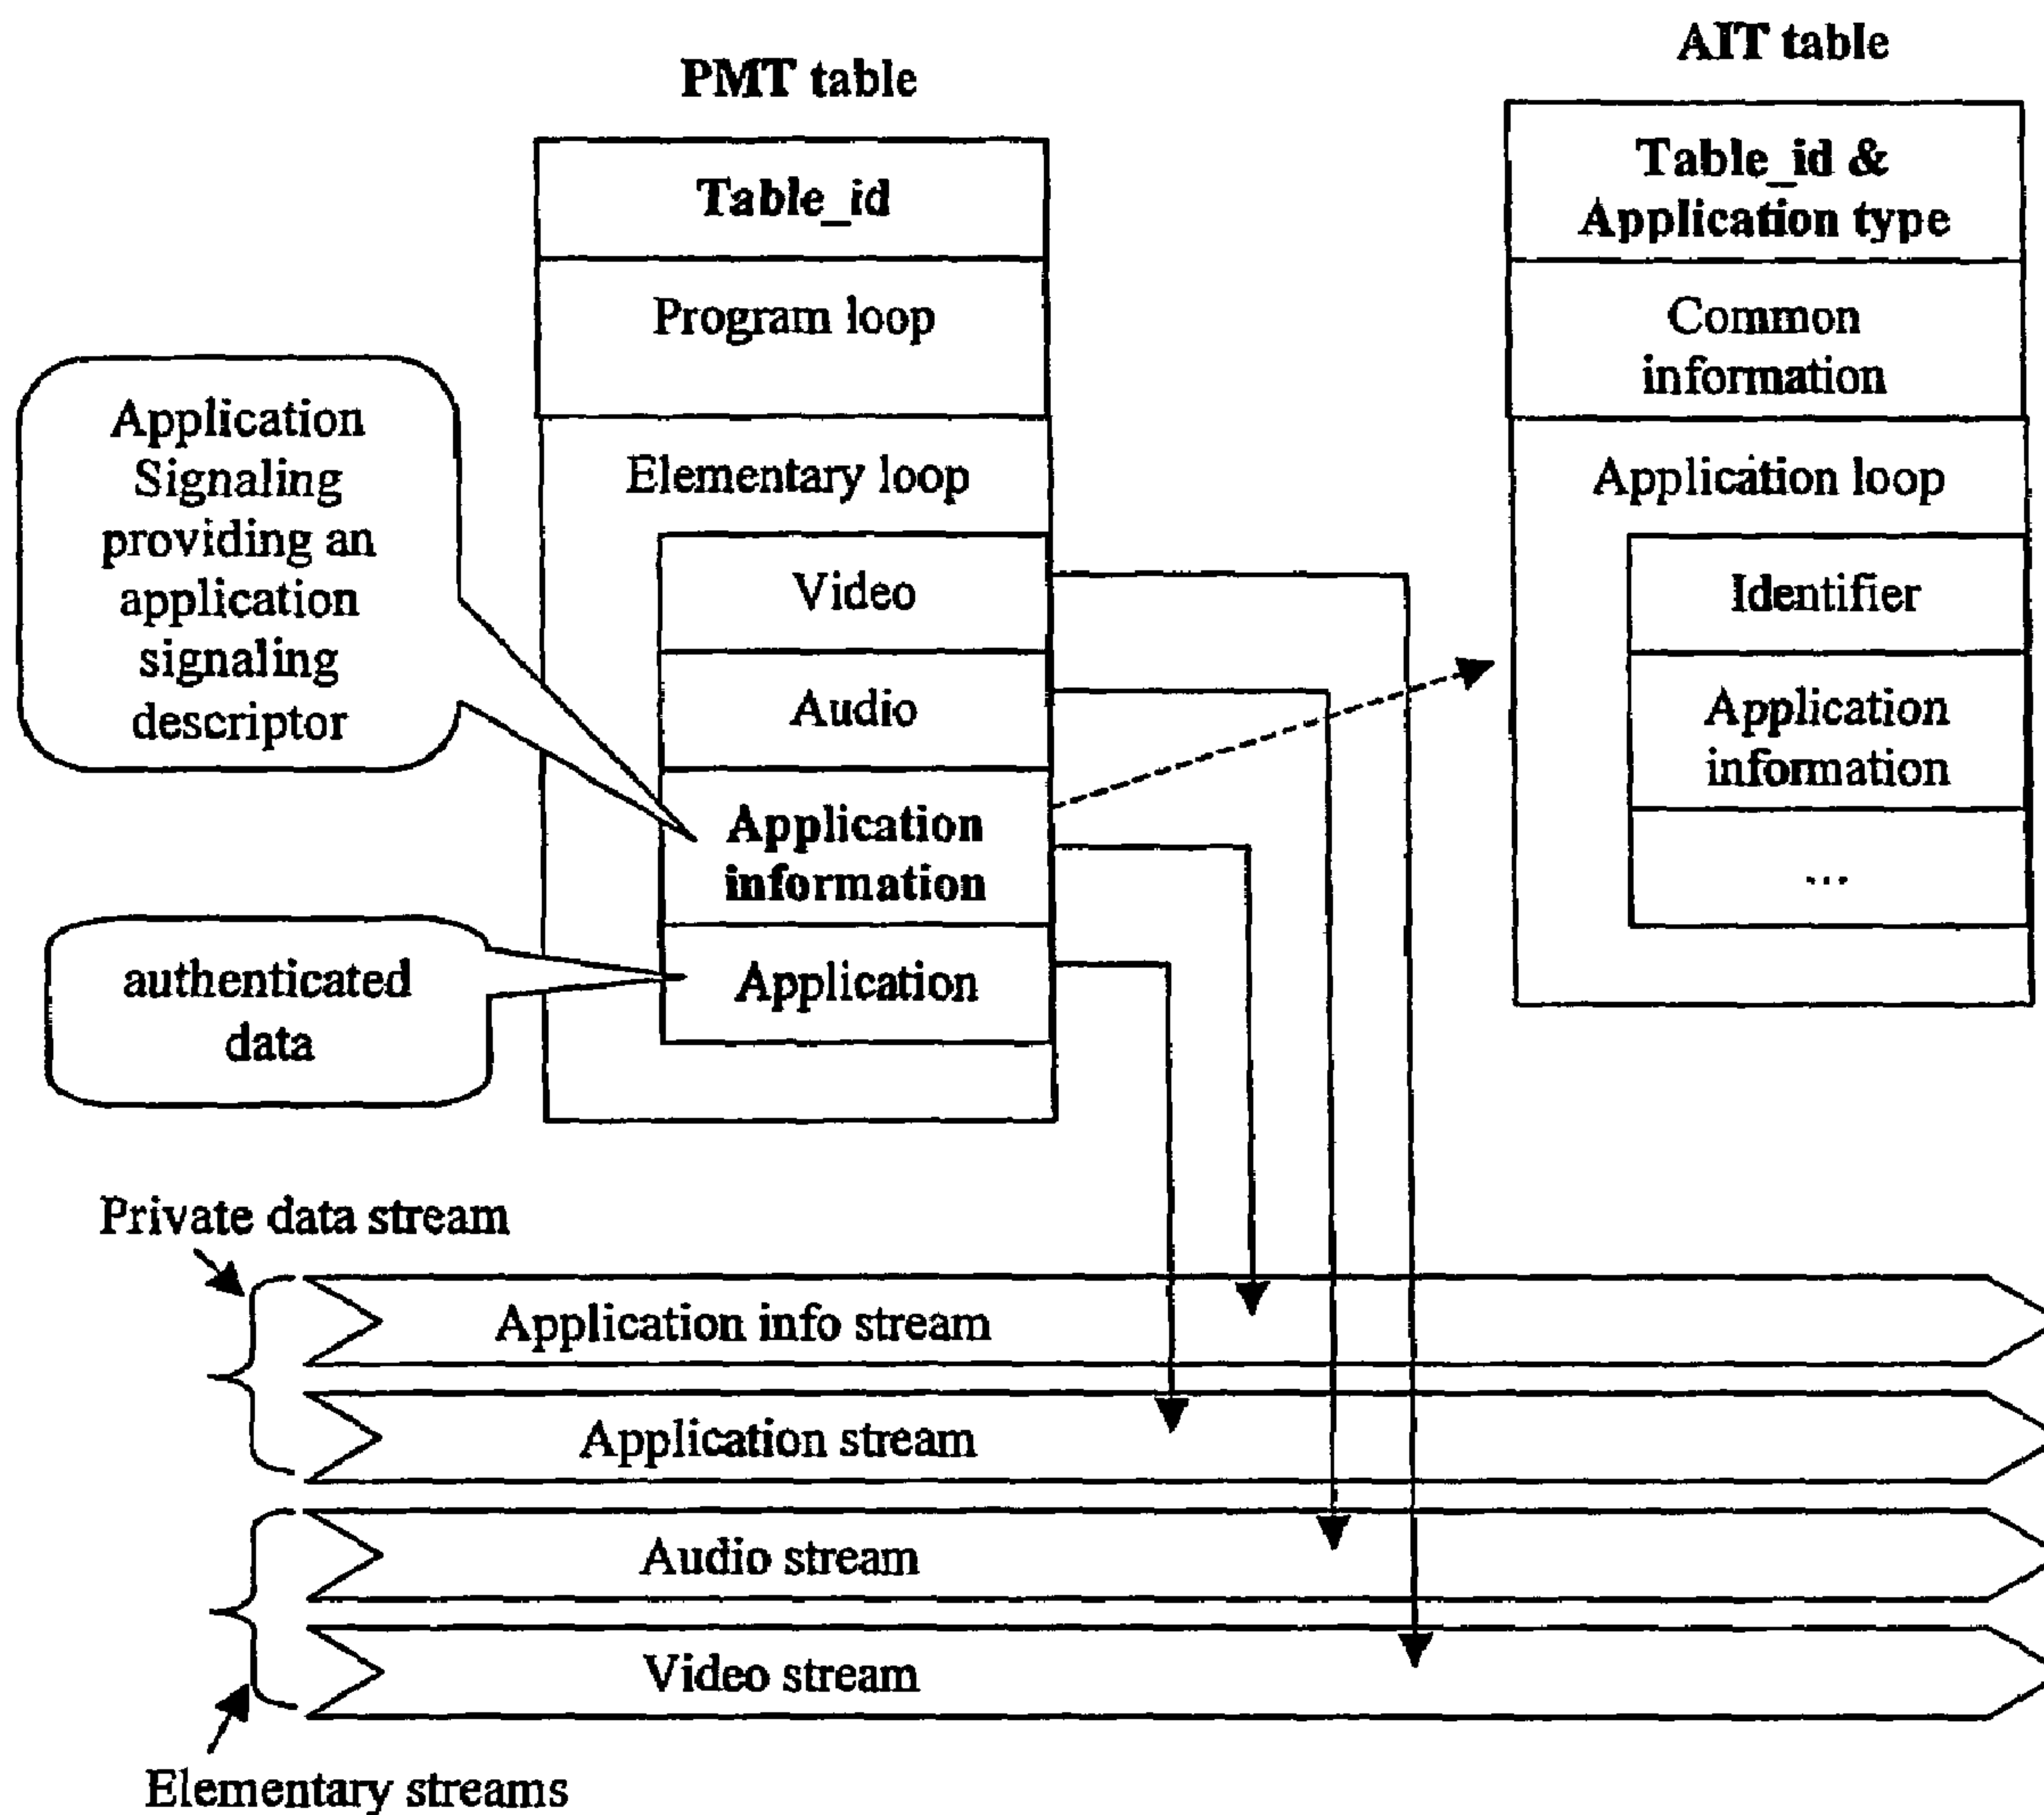 PMT table
Table_id
Program loop
Elementary loop
Video
Audio
Application
information
Application
Application
Signaling
providing an
application
signaling
descriptor
authenticated
data
AIT table
Table_id &
Application type
Common
information
Application loop
Identifier
Application
information
...
Private data stream
Application info stream
Application stream
Audio stream
Video stream
Elementary streams